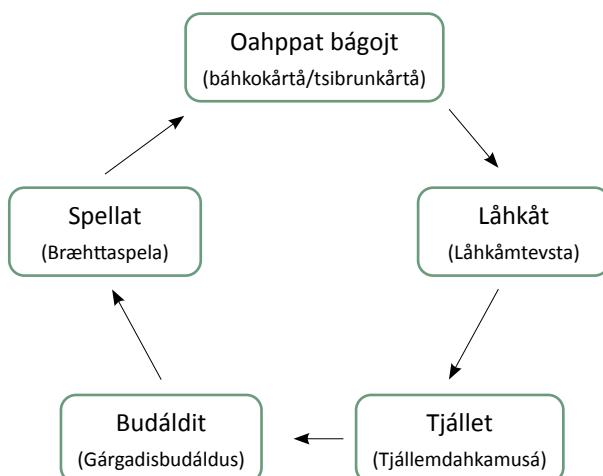 Oahppat bágojt
(báhkokårtå/tsibrunkårtå)
Låhkåt
(Låhkåmtevsta)
Tjállet
(Tjállemdahkamusá)
Budáldit
(Gárgadisbudáldus)
Spellat
(Bræhttaspela)